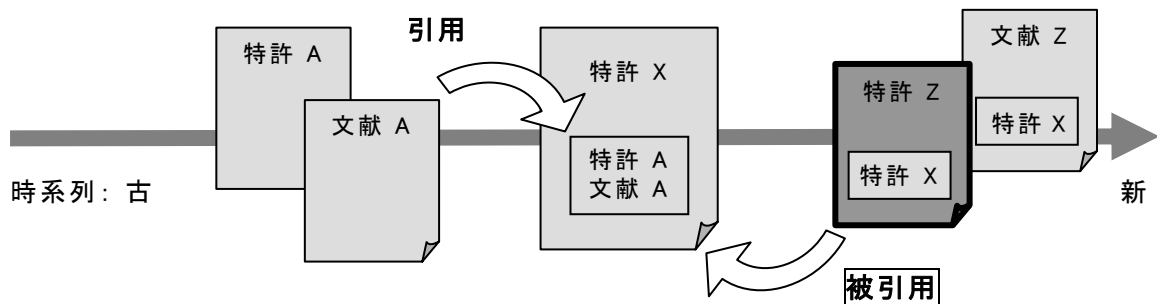 引用
特許 A
文献 A
特許 X
特許 A
文献 A
特許 Z
特許 X
文献 Z
特許 X
時系列: 古
新
被引用